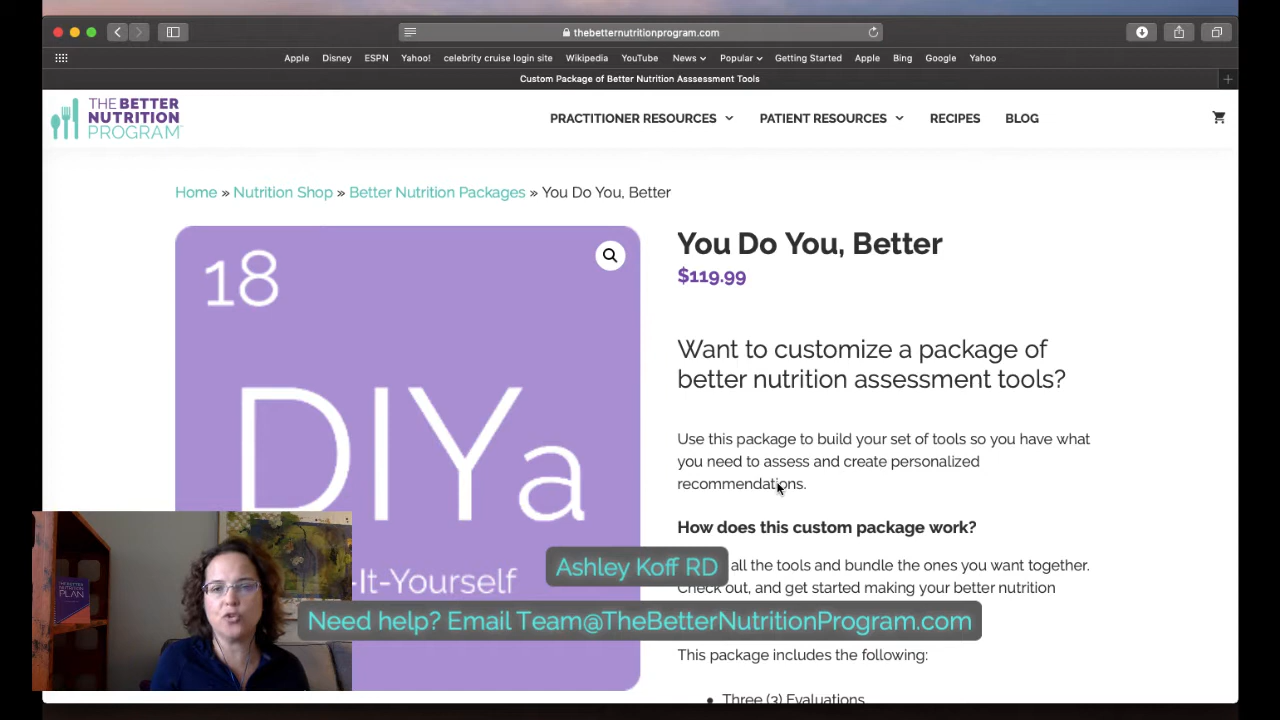 thebetternutritionprogram.com
Apple Disney ESPN Yahoo! celebrity cruise login site Wikipedia YouTube News Popular Getting Started Apple Bing Google Yahoo
Custom Package of Better Nutrition Asssessment Tools
THE BETTER
NUTRITION
PROGRAM
PRACTITIONER RESOURCES PATIENT RESOURCES RECIPES BLOG
Home » Nutrition Shop » Better Nutrition Packages » You Do You, Better
18
DIYa
-It-Yourself
You Do You, Better
$119.99
Want to customize a package of
better nutrition assessment tools?
Use this package to build your set of tools so you have what
you need to assess and create personalized
recommendations.
How does this custom package work?
all the tools and bundle the ones you want together.
Check out, and get started making your better nutrition
This package includes the following:
• Three (3) Evaluations
Ashley Koff RD
Need help? Email Team@TheBetterNutritionProgram.com
PLAN